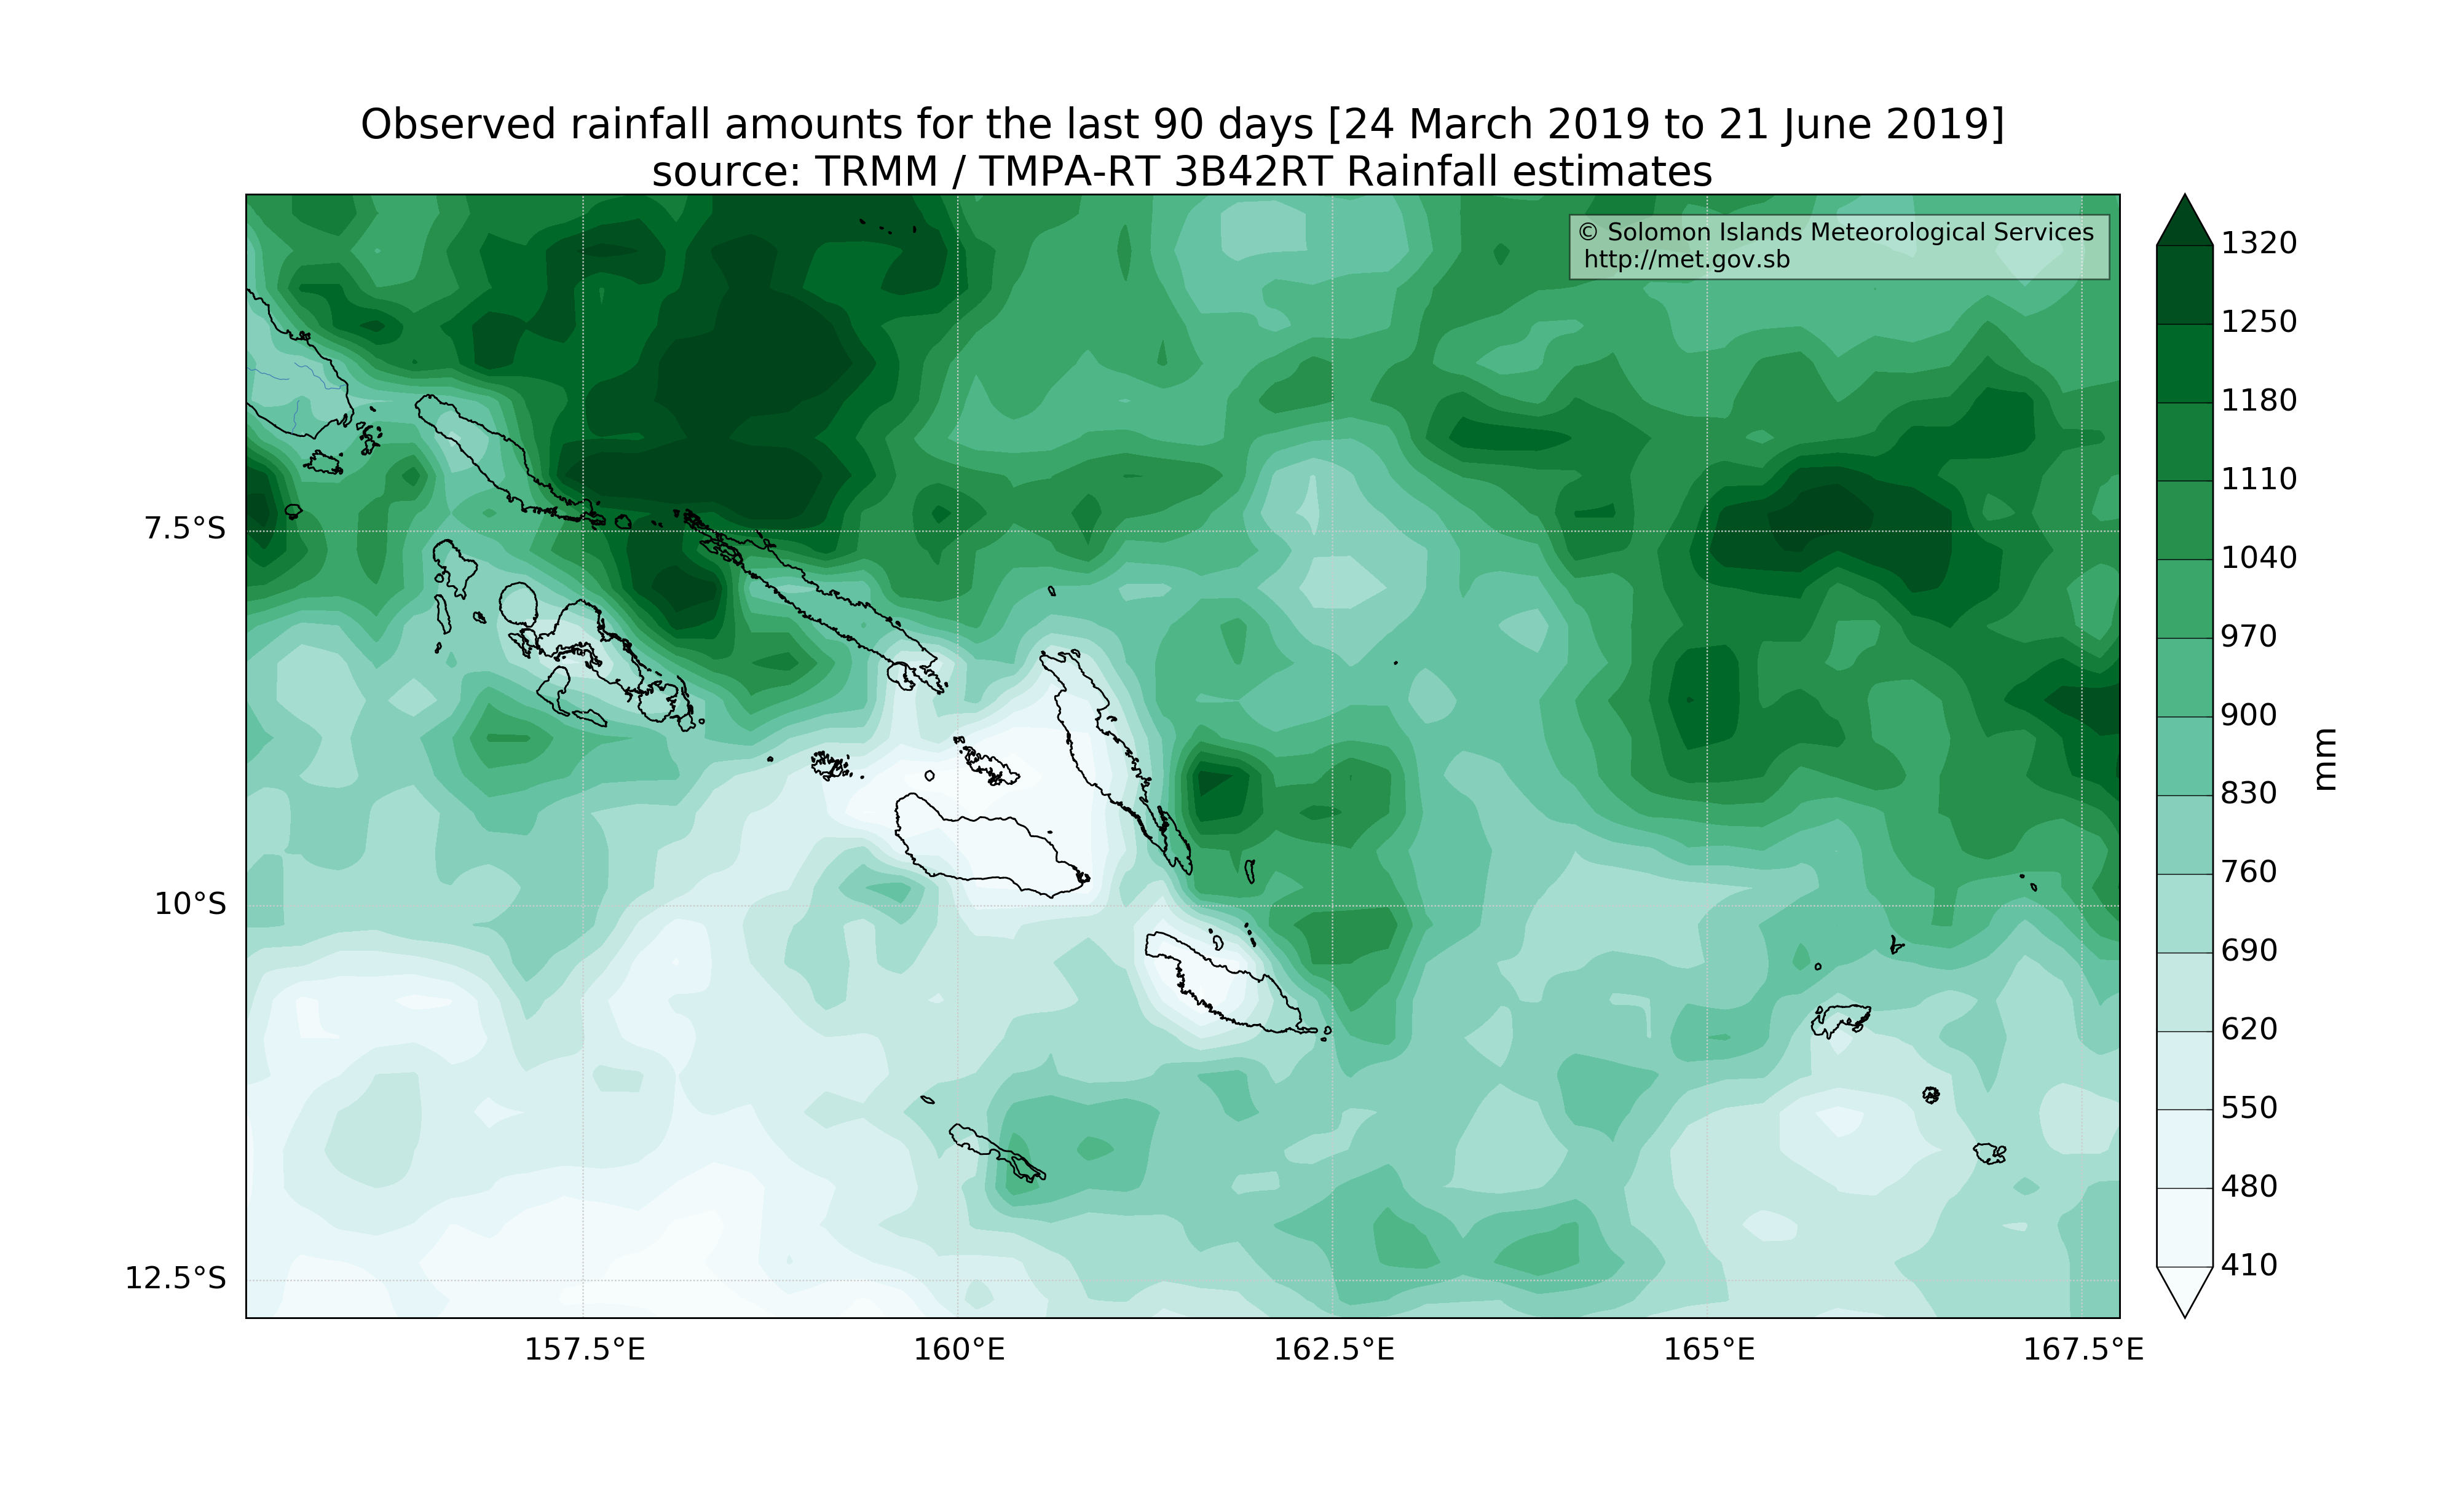 Observed rainfall amounts for the last 90 days [24 March 2019 to 21 June 2019]
source: TRMM / TMPA-RT 3B42RT Rainfall estimates
© Solomon Islands Meteorological Services
http://met.gov.sb
7.5°S
10°S
12.5°S
157.5°E
160°E
162.5°E
165°E
167.5°E
1320
1250
1180
1110
1040
970
900
830
760
690
620
550
480
410
mm